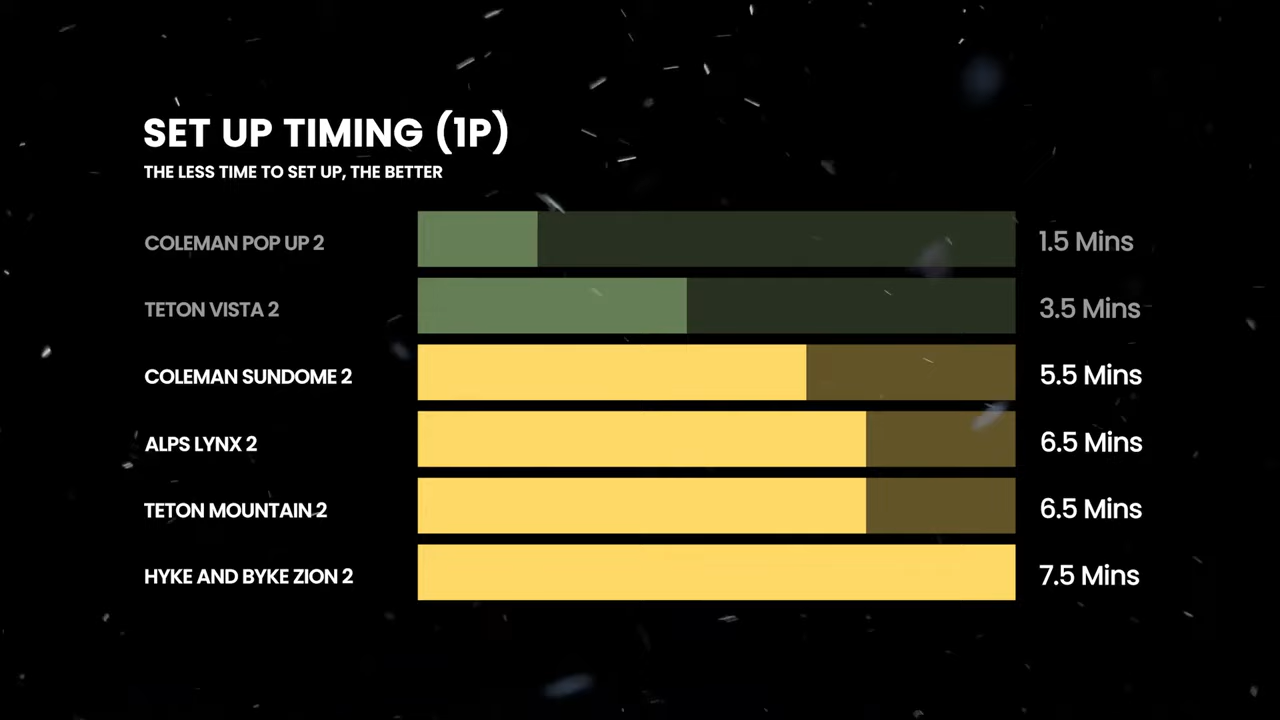 SET UP TIMING (1P)
THE LESS TIME TO SET UP, THE BETTER
COLEMAN POP UP 2 1.5 Mins
TETON VISTA 2 3.5 Mins
COLEMAN SUNDOME 2 5.5 Mins
ALPS LYNX 2 6.5 Mins
TETON MOUNTAIN 2 6.5 Mins
HYKE AND BYKE ZION 2 7.5 Mins